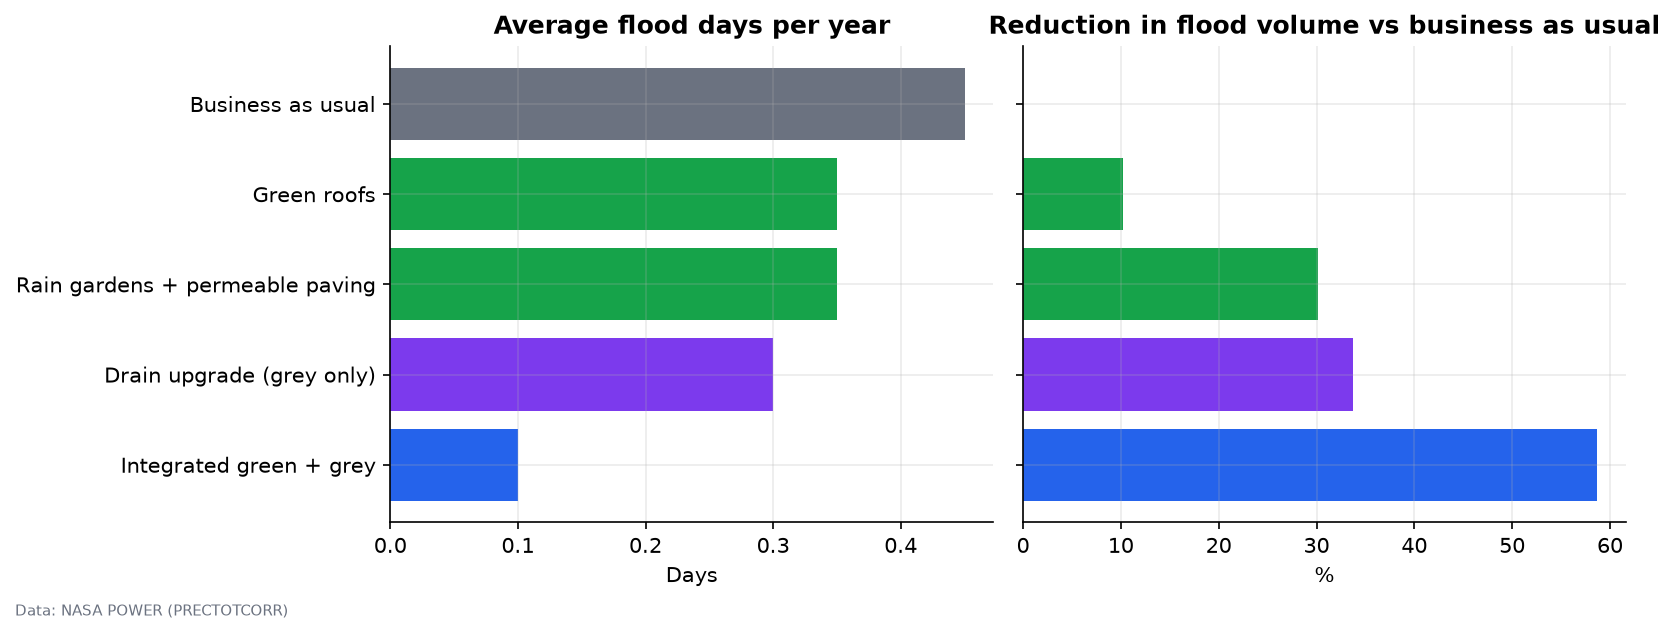 Average flood days per year
Reduction in flood volume vs business as usual
Business as usual
Green roofs
Rain gardens + permeable paving
Drain upgrade (grey only)
Integrated green + grey
0.0 0.1 0.2 0.3 0.4
Days
0 10 20 30 40 50 60
%
Data: NASA POWER (PRECTOTCORR)